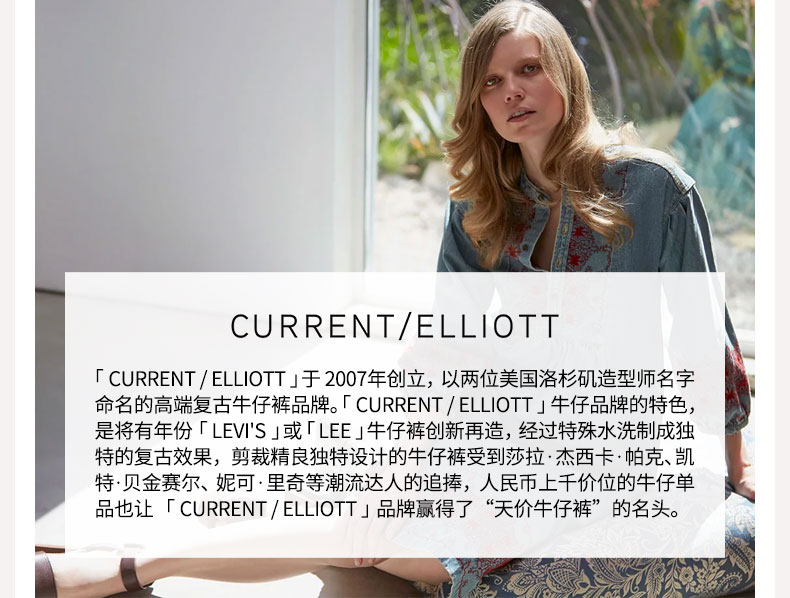 CURRENT/ELLIOTT
「 CURRENT / ELLIOTT 」于 2007年创立，以两位美国洛杉矶造型师名字
命名的高端复古牛仔裤品牌。「 CURRENT / ELLIOTT 」牛仔品牌的特色，
是将有年份「 LEVI'S 」或「 LEE 」牛仔裤创新再造，经过特殊水洗制成独
特的复古效果，剪裁精良独特设计的牛仔裤受到莎拉·杰西卡·帕克、凯
特·贝金赛尔、妮可·里奇等潮流达人的追捧，人民币上千价位的牛仔单
品也让 「 CURRENT / ELLIOTT 」品牌赢得了“天价牛仔裤”的名头。